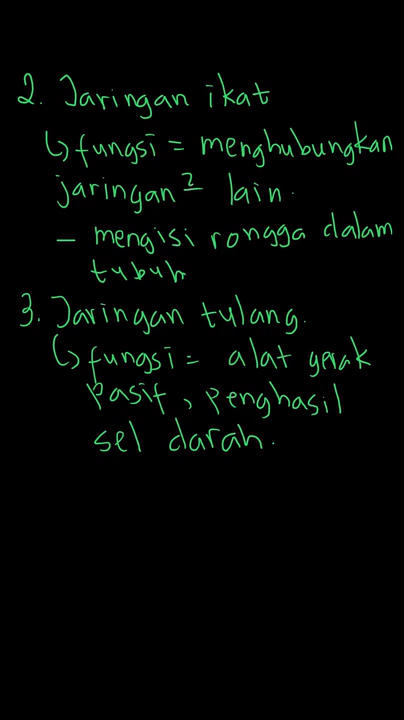 2. Jaringan ikat
↳ fungsi = menghubungkan
jaringan² lain.
- mengisi rongga dalam
tubuh
3. Jaringan tulang.
↳ fungsi = alat gerak
pasif, penghasil
sel darah.